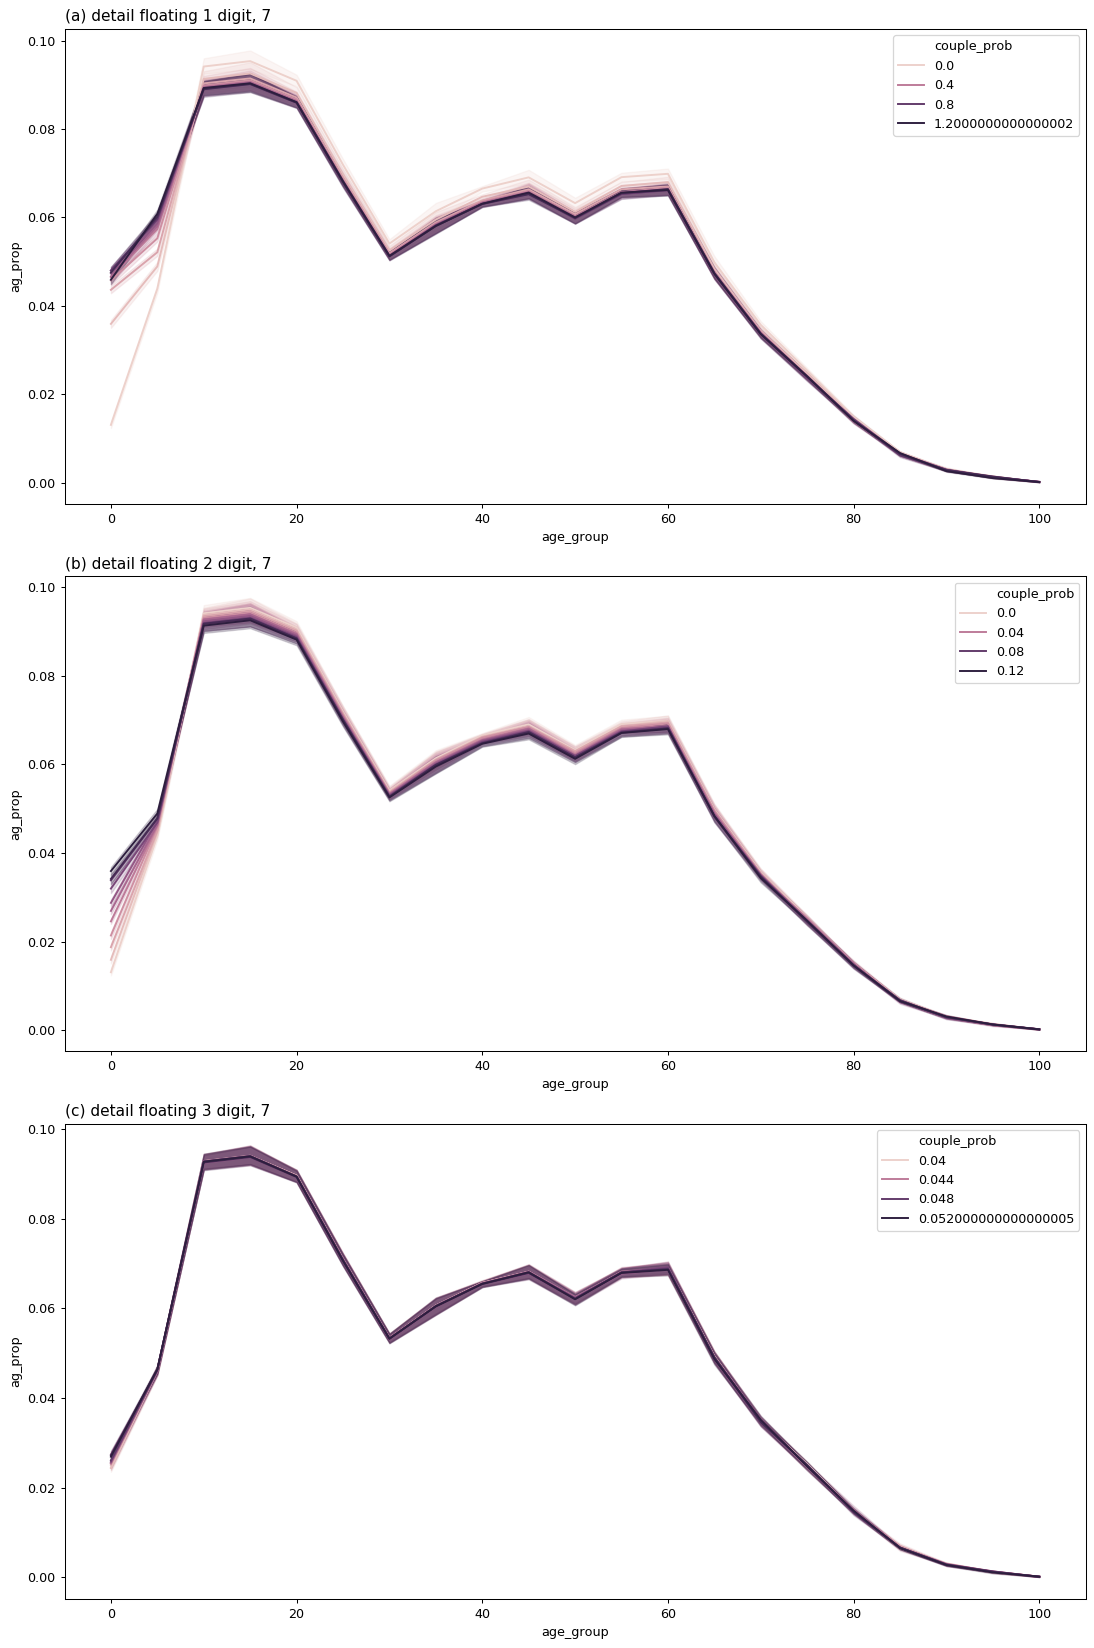 (a) detail floating 1 digit, 7
0.10
0.08
0.06
0.04
0.02
0.00
ag_prop
couple_prob
0.0
0.4
0.8
1.2000000000000002
0 20 40 60 80 100
age_group
(b) detail floating 2 digit, 7
0.10
0.08
0.06
0.04
0.02
0.00
ag_prop
couple_prob
0.0
0.04
0.08
0.12
0 20 40 60 80 100
age_group
(c) detail floating 3 digit, 7
0.10
0.08
0.06
0.04
0.02
0.00
ag_prop
couple_prob
0.04
0.044
0.048
0.052000000000000005
0 20 40 60 80 100
age_group